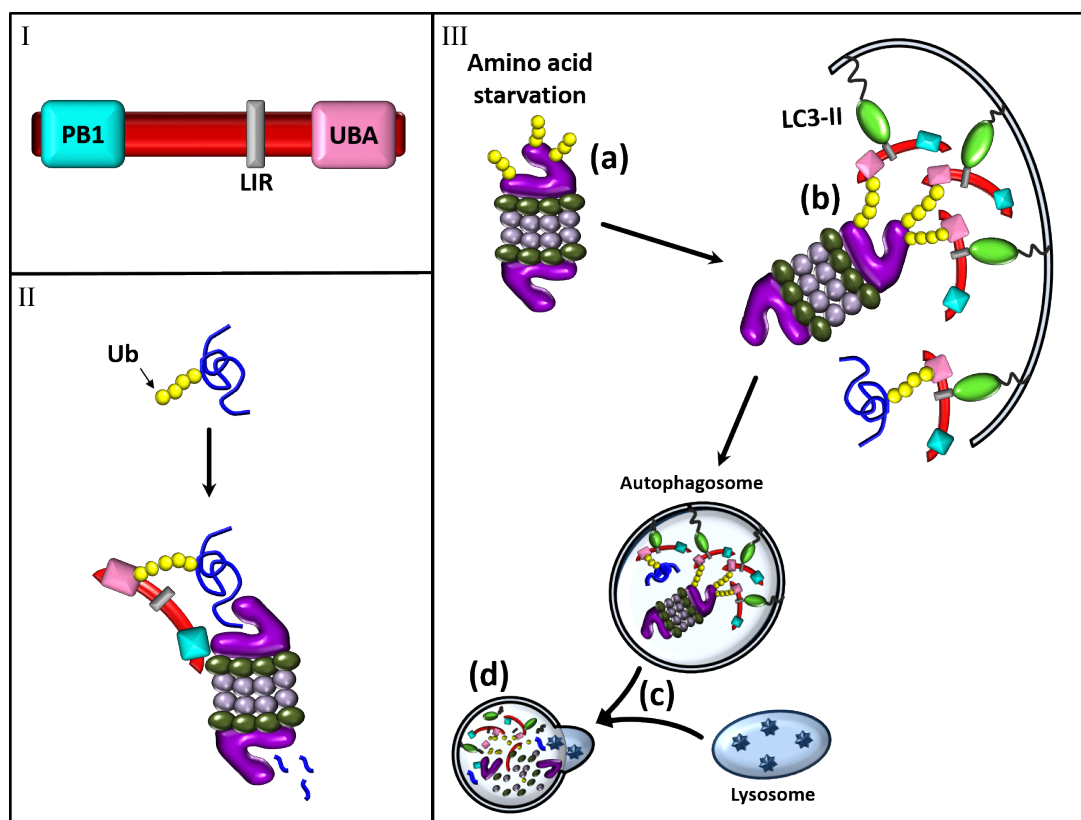 I
PB1
UBA
LIR
II
Ub
III
Amino acid
starvation
(a)
LC3-II
(b)
Autophagosome
(c)
(d)
Lysosome